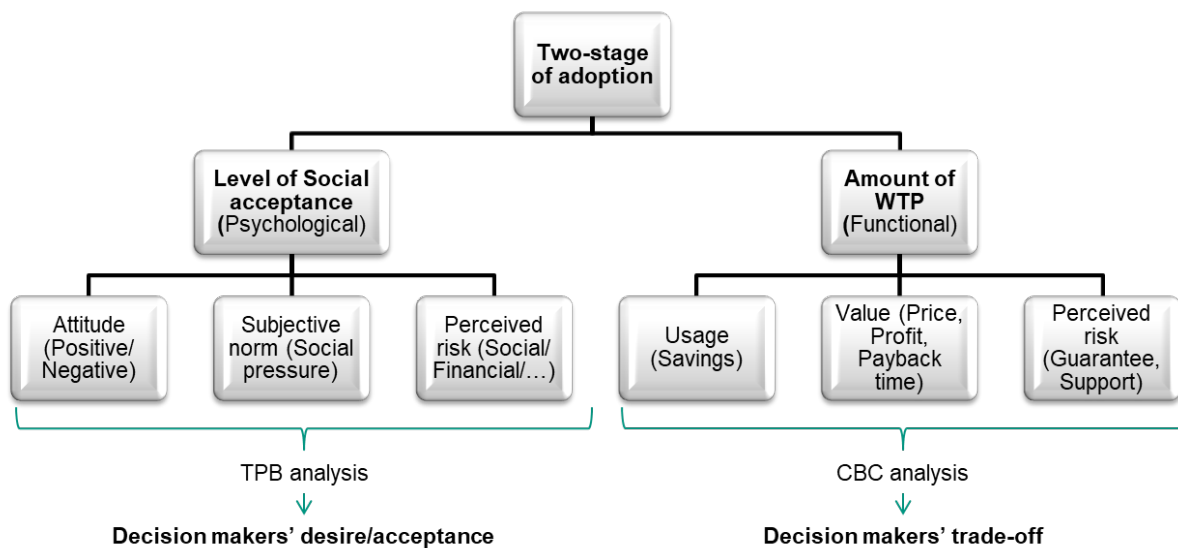 Two-stage
of adoption
Level of Social
acceptance
(Psychological)
Amount of
WTP
(Functional)
Attitude
(Positive/
Negative)
Subjective
norm (Social
pressure)
Perceived
risk (Social/
Financial/…)
Usage
(Savings)
Value (Price,
Profit,
Payback
time)
Perceived
risk
(Guarantee,
Support)
TPB analysis
CBC analysis
Decision makers’ desire/acceptance
Decision makers’ trade-off